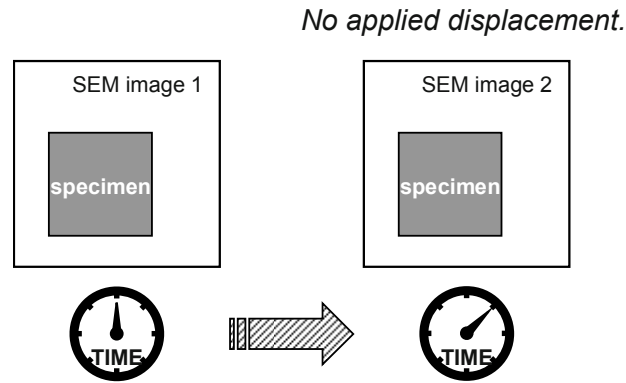 No applied displacement.
SEM image 1
SEM image 2
specimen
specimen
TIME
TIME